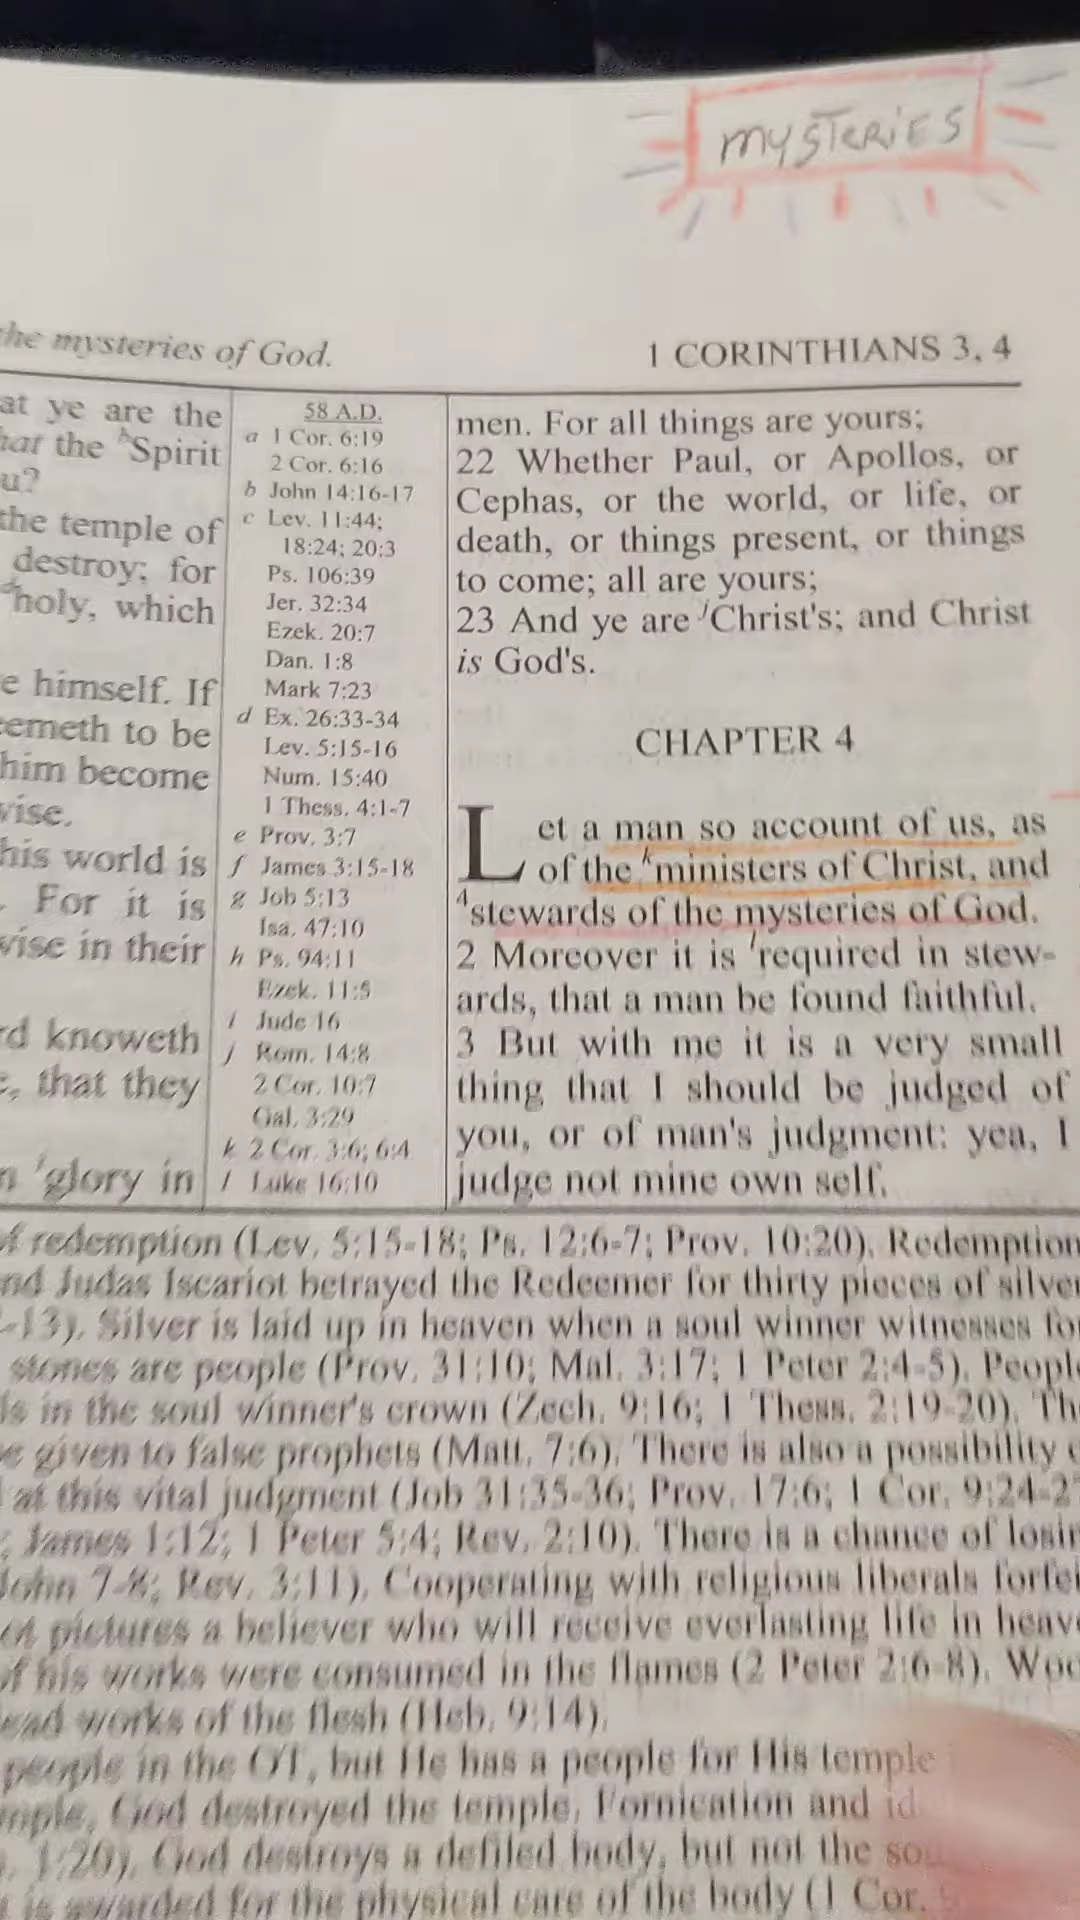 mysTeRiES
the mysteries of God.
1 CORINTHIANS 3, 4
at ye are the
hat the bSpirit
u?
the temple of
destroy; for
dholy, which
e himself. If
eemeth to be
him become
wise.
his world is
. For it is
wise in their
rd knoweth
e, that they
n iglory in
58 A.D.
a 1 Cor. 6:19
2 Cor. 6:16
b John 14:16-17
c Lev. 11:44;
18:24; 20:3
Ps. 106:39
Jer. 32:34
Ezek. 20:7
Dan. 1:8
Mark 7:23
d Ex. 26:33-34
Lev. 5:15-16
Num. 15:40
1 Thess. 4:1-7
e Prov. 3:7
f James 3:15-18
g Job 5:13
Isa. 47:10
h Ps. 94:11
Ezek. 11:5
i Jude 16
j Rom. 14:8
2 Cor. 10:7
Gal. 3:29
k 2 Cor. 3:6; 6:4
l Luke 16:10
men. For all things are yours;
22 Whether Paul, or Apollos, or
Cephas, or the world, or life, or
death, or things present, or things
to come; all are yours;
23 And ye are jChrist's; and Christ
is God's.
CHAPTER 4
Let a man so account of us, as
of the kministers of Christ, and
4stewards of the mysteries of God.
2 Moreover it is lrequired in stew-
ards, that a man be found faithful.
3 But with me it is a very small
thing that I should be judged of
you, or of man's judgment: yea, I
judge not mine own self.
of redemption (Lev. 5:15-18; Ps. 12:6-7; Prov. 10:20). Redemption
nd Judas Iscariot betrayed the Redeemer for thirty pieces of silver
-13). Silver is laid up in heaven when a soul winner witnesses for
stones are people (Prov. 31:10; Mal. 3:17; 1 Peter 2:4-5). People
ls in the soul winner's crown (Zech. 9:16; 1 Thess. 2:19-20). Th
e given to false prophets (Matt. 7:6). There is also a possibility
at this vital judgment (Job 31:35-36; Prov. 17:6; 1 Cor. 9:24-27
; James 1:12; 1 Peter 5:4; Rev. 2:10). There is a chance of losin
John 7-8; Rev. 3:11). Cooperating with religious liberals forfei
ot pictures a believer who will receive everlasting life in heave
of his works were consumed in the flames (2 Peter 2:6-8). Woo
ead works of the flesh (Heb. 9:14).
people in the OT, but He has a people for His temple
mple, God destroyed the temple. Fornication and id
. 1:20). God destroys a defiled body, but not the sou
is awarded for the physical care of the body (1 Cor.